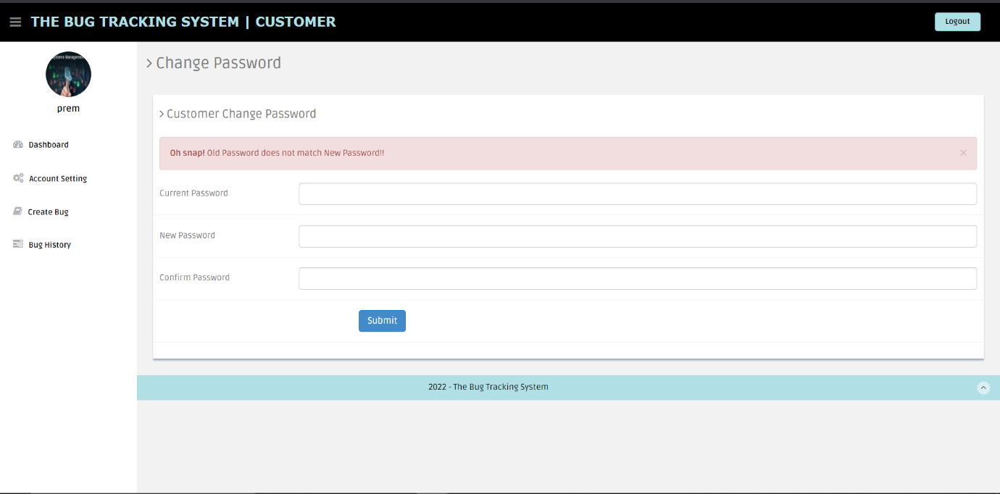 THE BUG TRACKING SYSTEM | CUSTOMER
Logout
Systems Management
prem
Dashboard
Account Setting
Create Bug
Bug History
> Change Password
> Customer Change Password
Oh snap! Old Password does not match New Password!! ×
Current Password
New Password
Confirm Password
Submit
2022 - The Bug Tracking System